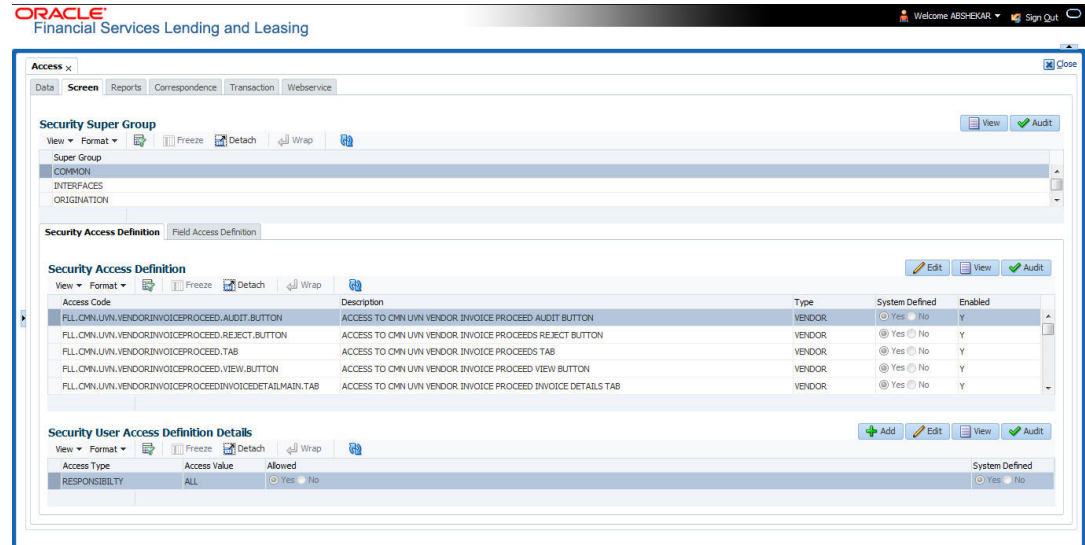 ORACLE
Financial Services Lending and Leasing
Welcome ABSHEKAR Sign Out
Access x Close
Data Screen Reports Correspondence Transaction Webservice
Security Super Group View Audit
View Format Freeze Detach Wrap
Super Group
COMMON
INTERFACES
ORIGINATION
Security Access Definition Field Access Definition
Security Access Definition Edit View Audit
View Format Freeze Detach Wrap
Access Code Description Type System Defined Enabled
FLL.CMN.UVN.VENDORINVOICEPROCEED.AUDIT.BUTTON ACCESS TO CMN UVN VENDOR INVOICE PROCEED AUDIT BUTTON VENDOR Yes No Y
FLL.CMN.UVN.VENDORINVOICEPROCEED.REJECT.BUTTON ACCESS TO CMN UVN VENDOR INVOICE PROCEEDS REJECT BUTTON VENDOR Yes No Y
FLL.CMN.UVN.VENDORINVOICEPROCEED.TAB ACCESS TO CMN UVN VENDOR INVOICE PROCEEDS TAB VENDOR Yes No Y
FLL.CMN.UVN.VENDORINVOICEPROCEED.VIEW.BUTTON ACCESS TO CMN UVN VENDOR INVOICE PROCEED VIEW BUTTON VENDOR Yes No Y
FLL.CMN.UVN.VENDORINVOICEPROCEEDINVOICEDETAILMAIN.TAB ACCESS TO CMN UVN VENDOR INVOICE PROCEED INVOICE DETAILS TAB VENDOR Yes No Y
Security User Access Definition Details Add Edit View Audit
View Format Freeze Detach Wrap
Access Type Access Value Allowed System Defined
RESPONSIBILTY ALL Yes No Yes No